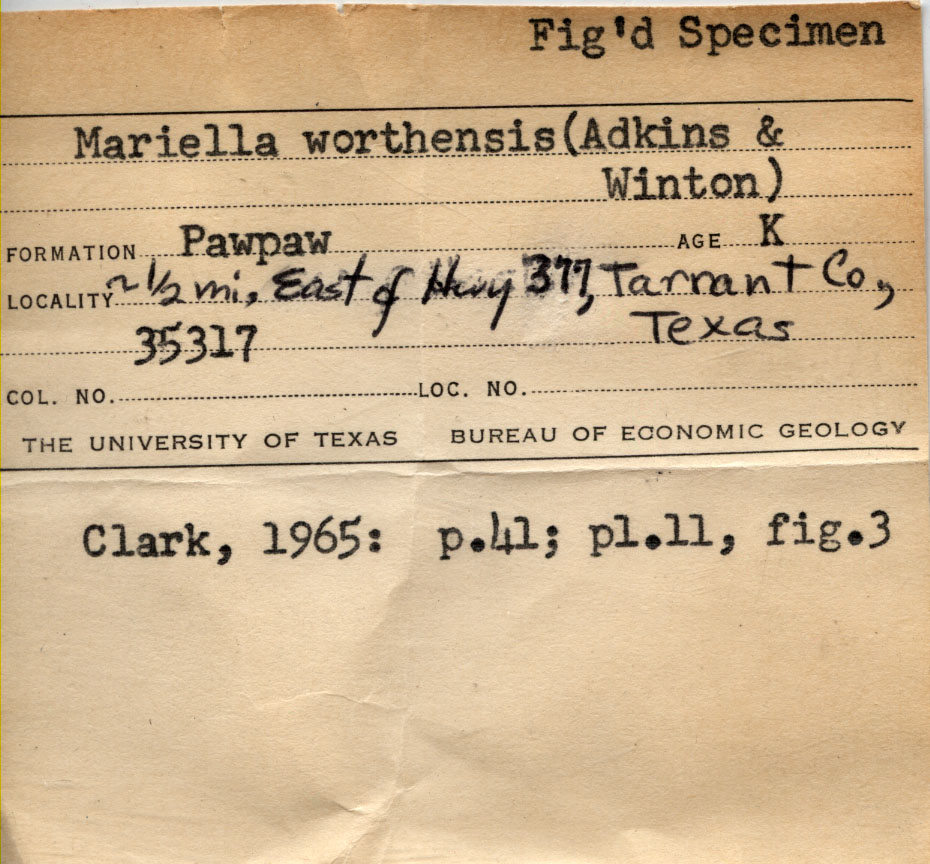 Fig'd Specimen
Mariella worthensis(Adkins &
Winton)
FORMATION Pawpaw AGE K
LOCALITY ~ 1/2 mi, East of Hwy 377, Tarrant Co.,
35317 Texas
COL. NO. LOC. NO.
THE UNIVERSITY OF TEXAS BUREAU OF ECONOMIC GEOLOGY
Clark, 1965: p.41; pl.11, fig.3